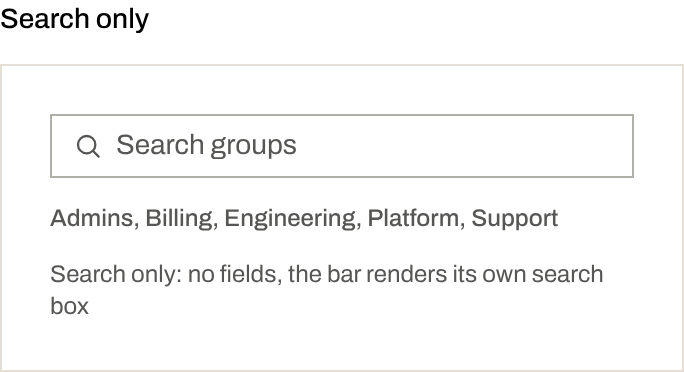 Search only
Search groups
Admins, Billing, Engineering, Platform, Support
Search only: no fields, the bar renders its own search
box